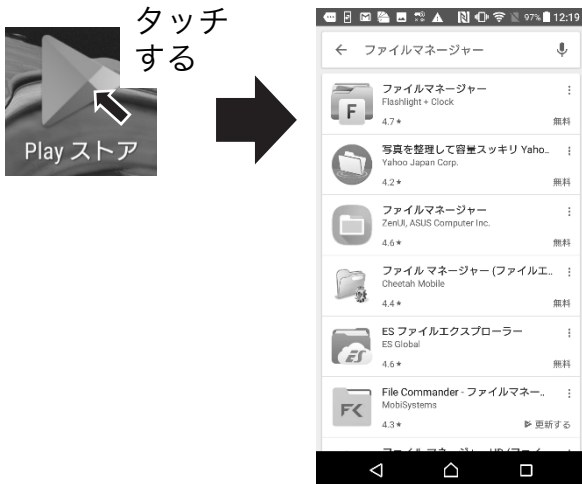 タッチ
する
Play ストア
97% 12:19
ファイルマネージャー
ファイルマネージャー
Flashlight + Clock
4.7★
無料
写真を整理して容量スッキリ Yaho..
Yahoo Japan Corp.
4.2★
無料
ファイルマネージャー
ZenUI, ASUS Computer Inc.
4.6★
無料
ファイル マネージャー (ファイルエ..
Cheetah Mobile
4.4★
無料
ES ファイルエクスプローラー
ES Global
4.6★
無料
File Commander - ファイルマネー..
MobiSystems
4.3★
更新する